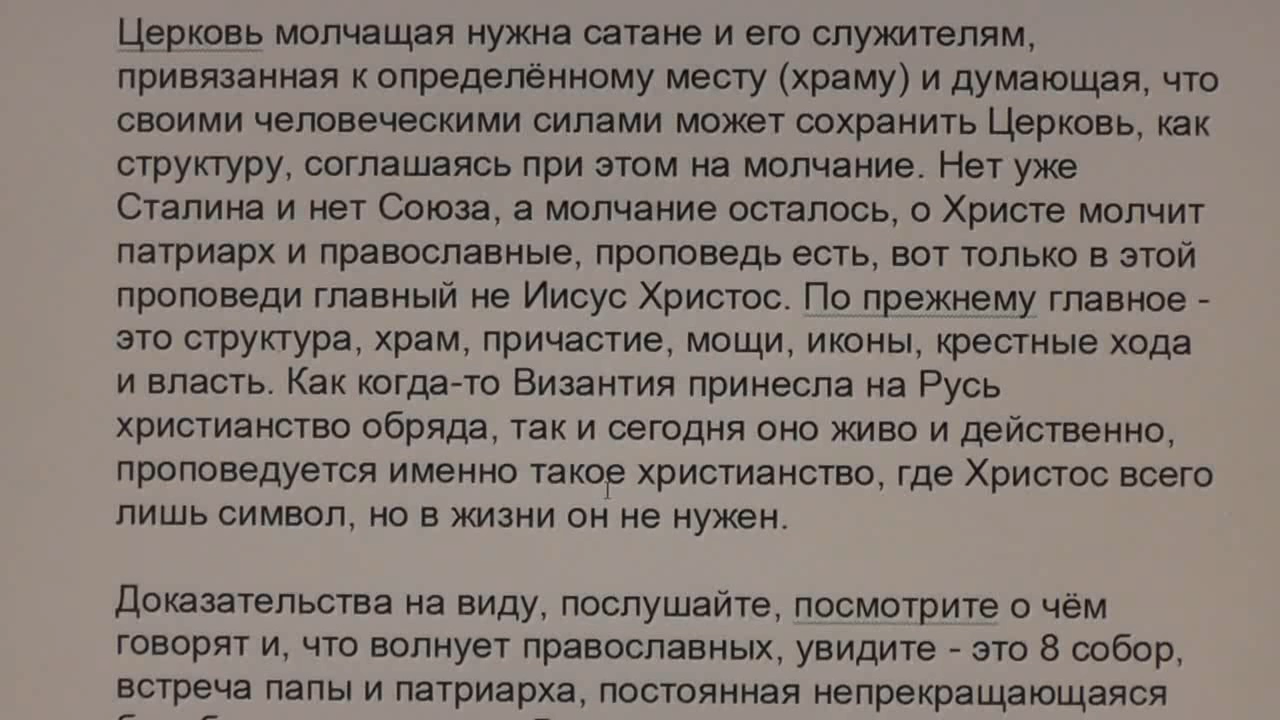 Церковь молчащая нужна сатане и его служителям,
привязанная к определённому месту (храму) и думающая, что
своими человеческими силами может сохранить Церковь, как
структуру, соглашаясь при этом на молчание. Нет уже
Сталина и нет Союза, а молчание осталось, о Христе молчит
патриарх и православные, проповедь есть, вот только в этой
проповеди главный не Иисус Христос. По прежнему главное -
это структура, храм, причастие, мощи, иконы, крестные хода
и власть. Как когда-то Византия принесла на Русь
христианство обряда, так и сегодня оно живо и действенно,
проповедуется именно такое христианство, где Христос всего
лишь символ, но в жизни он не нужен.
Доказательства на виду, послушайте, посмотрите о чём
говорят и, что волнует православных, увидите - это 8 собор,
встреча папы и патриарха, постоянная непрекращающаяся